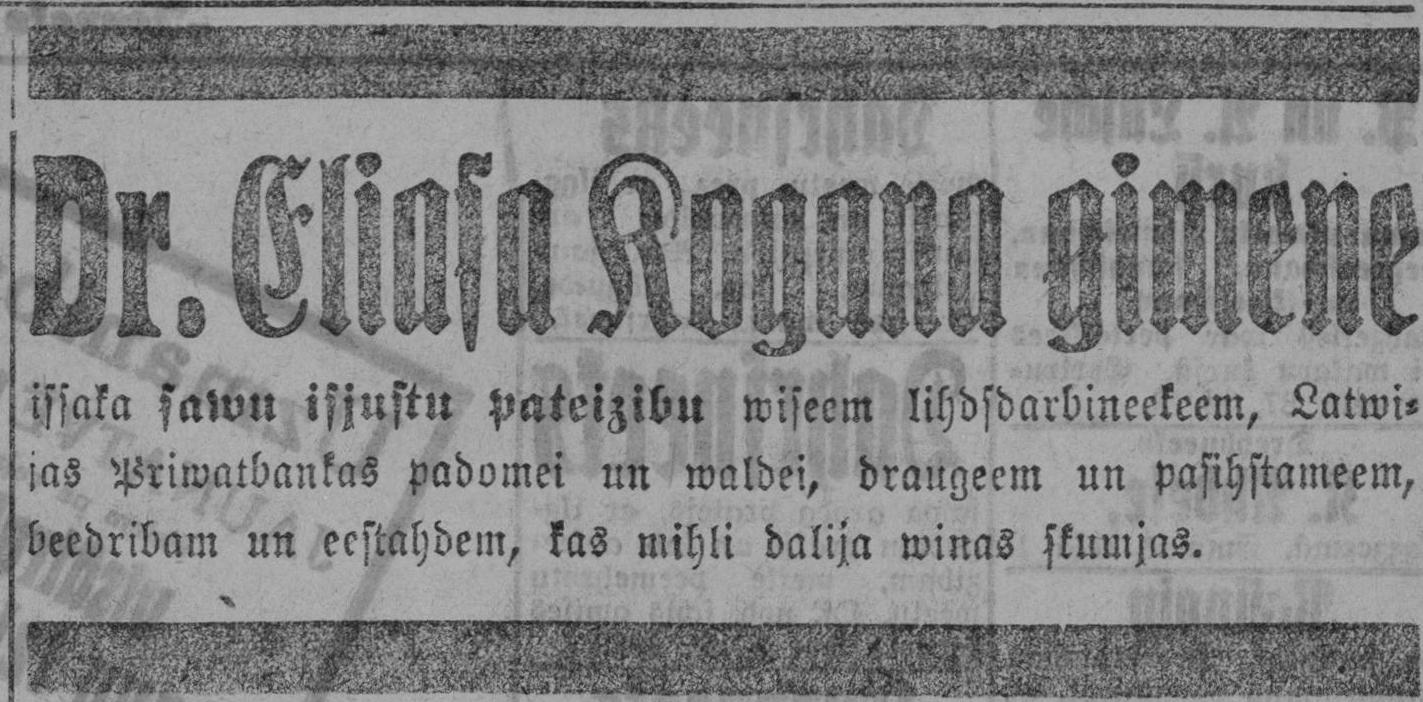 Dr. Eliaſa Kogana gimene
iſſaka ſawu iſjuſtu pateizibu wiſeem lihdſdarbineekeem, Latwi-
jas Priwatbankas padomei un waldei, draugeem un paſihſtameem,
beedribam un eeſtahdem, kas mihli dalija winas ſkumjas.